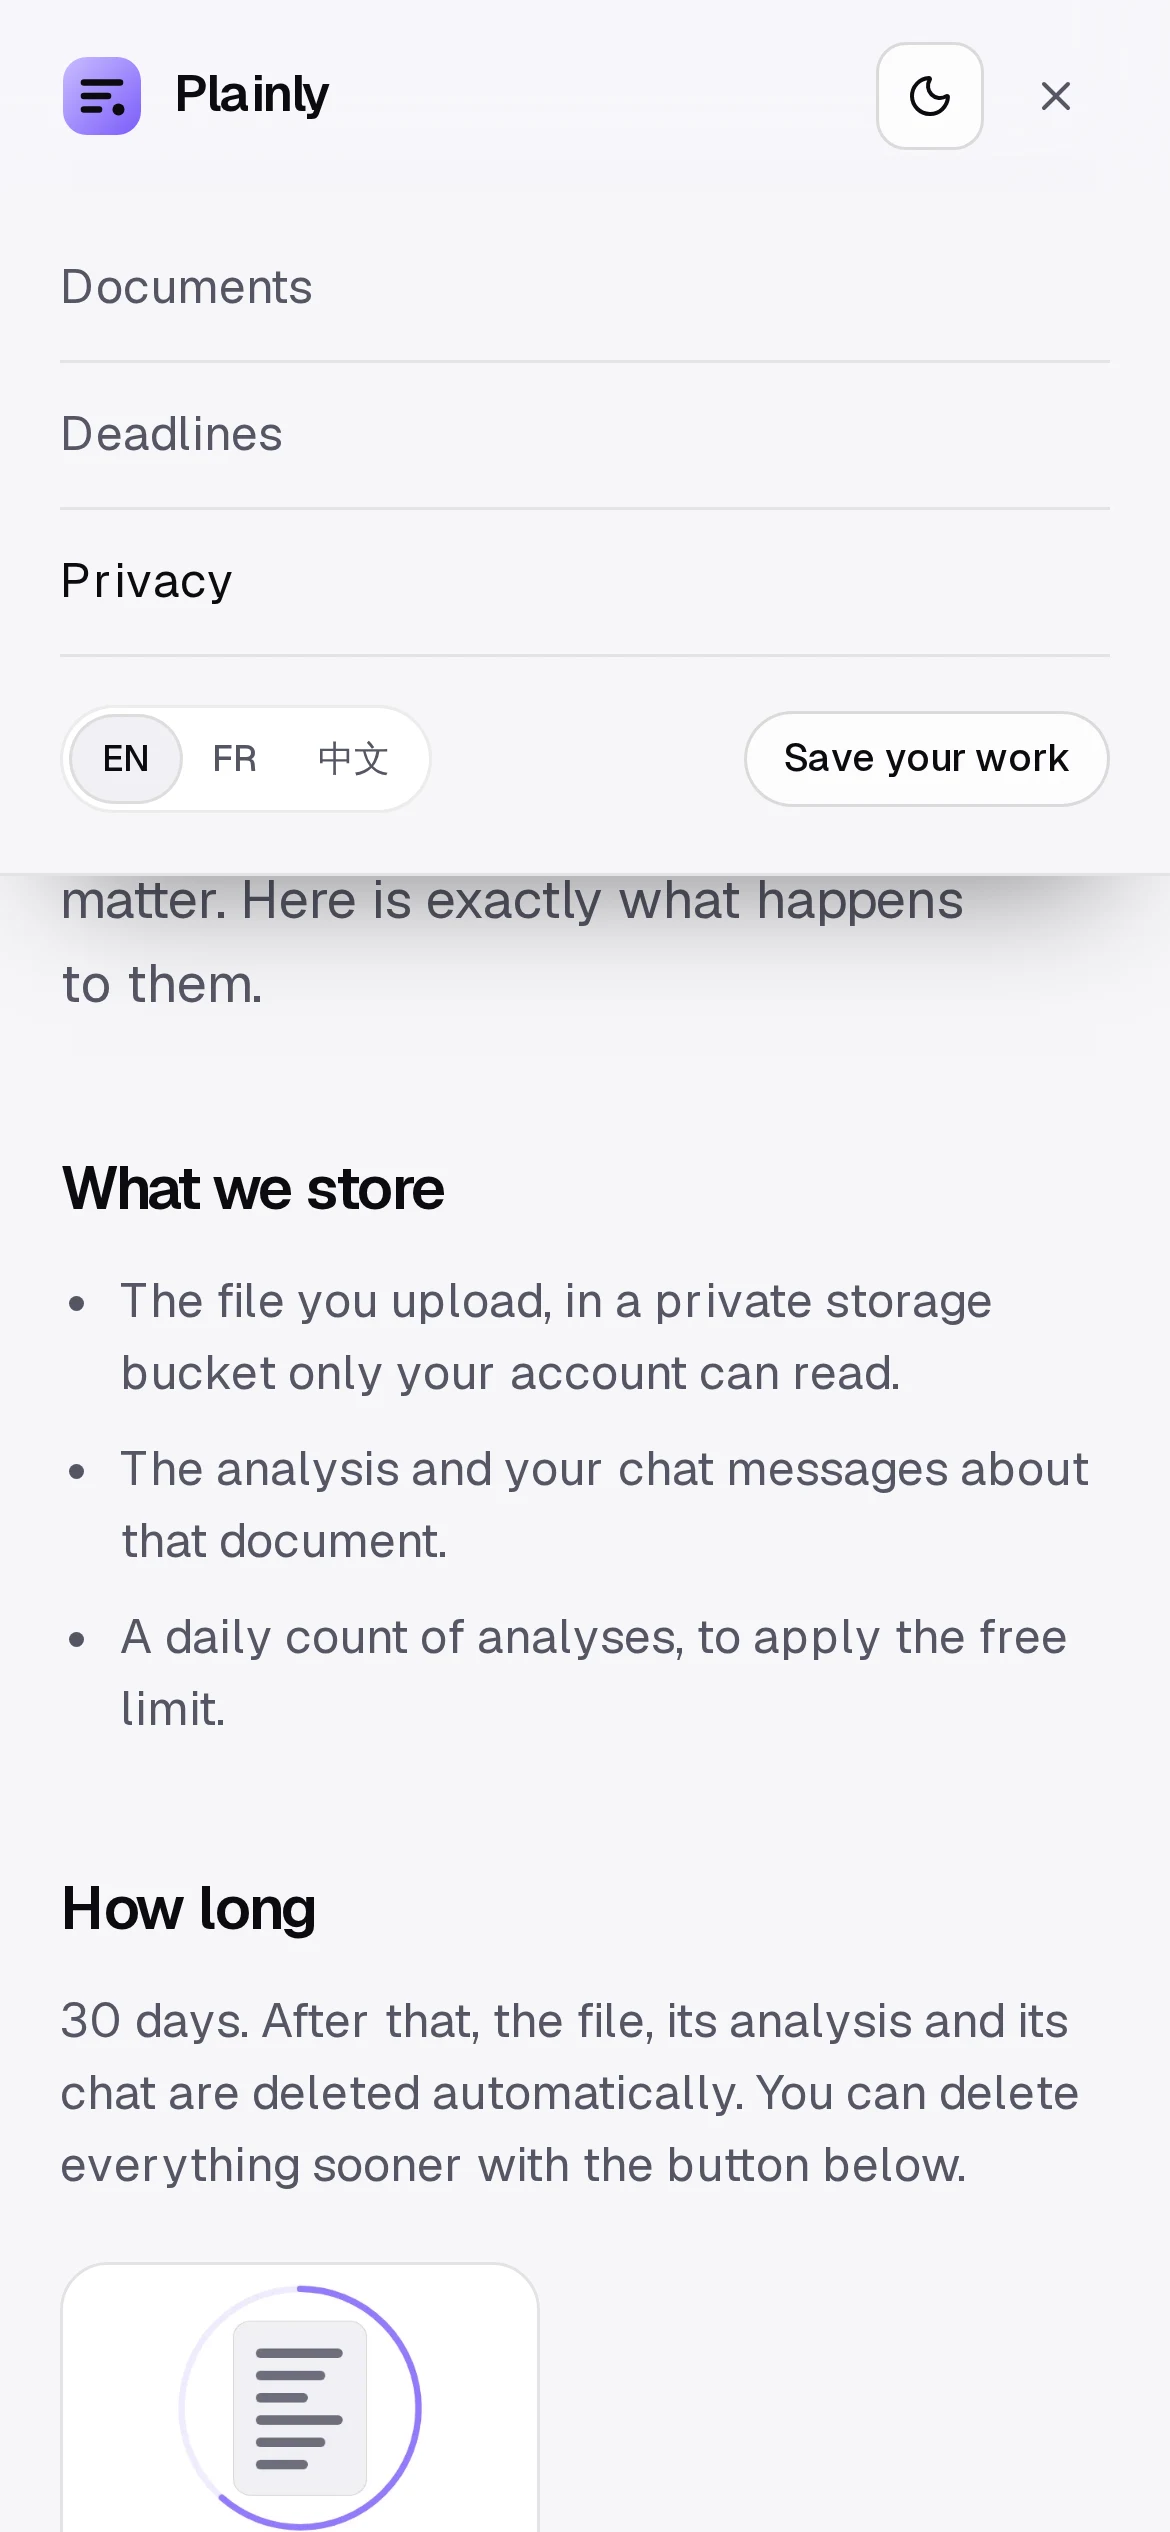 Plainly
Documents
Deadlines
Privacy
EN FR 中文
Save your work
matter. Here is exactly what happens
to them.
What we store
• The file you upload, in a private storage
bucket only your account can read.
• The analysis and your chat messages about
that document.
• A daily count of analyses, to apply the free
limit.
How long
30 days. After that, the file, its analysis and its
chat are deleted automatically. You can delete
everything sooner with the button below.